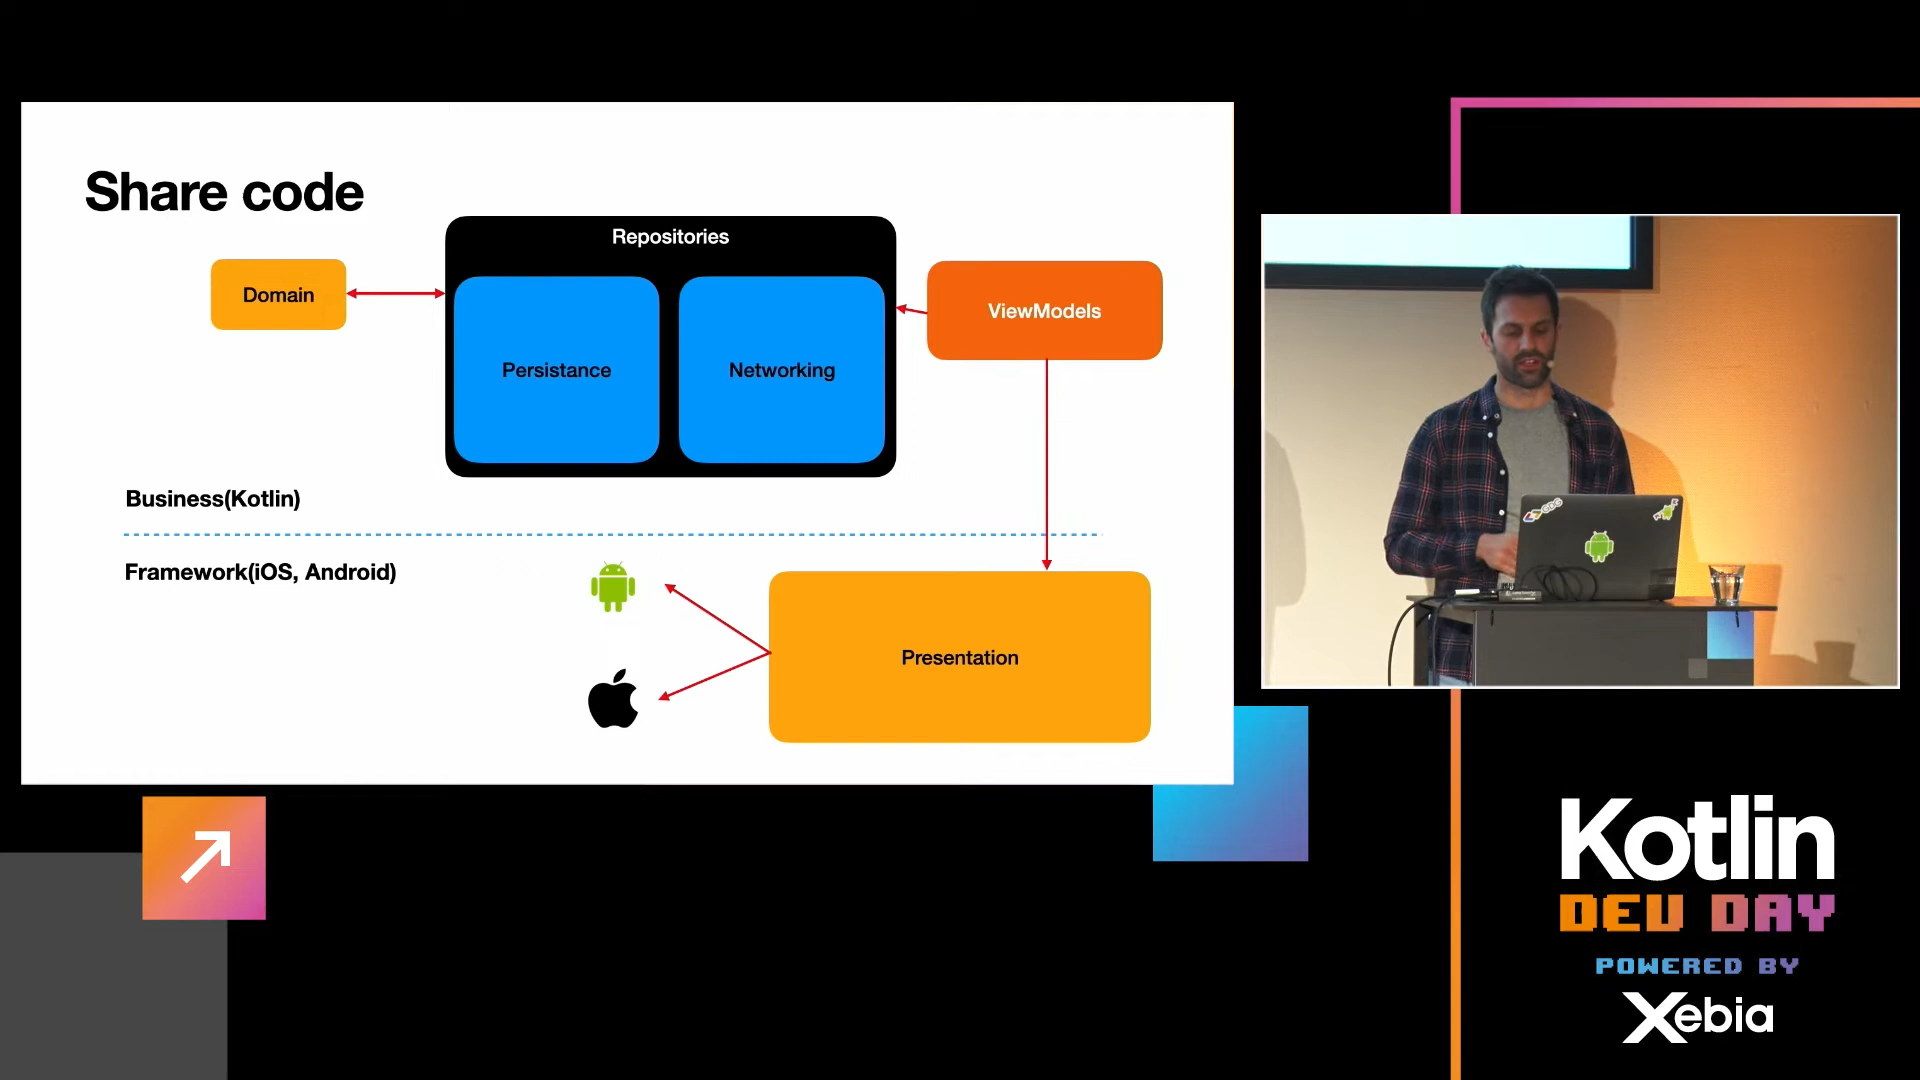 Share code
Repositories
Domain
ViewModels
Persistance
Networking
Business(Kotlin)
Framework(iOS, Android)
Presentation
Kotlin
DEV DAY
POWERED BY
Xebia